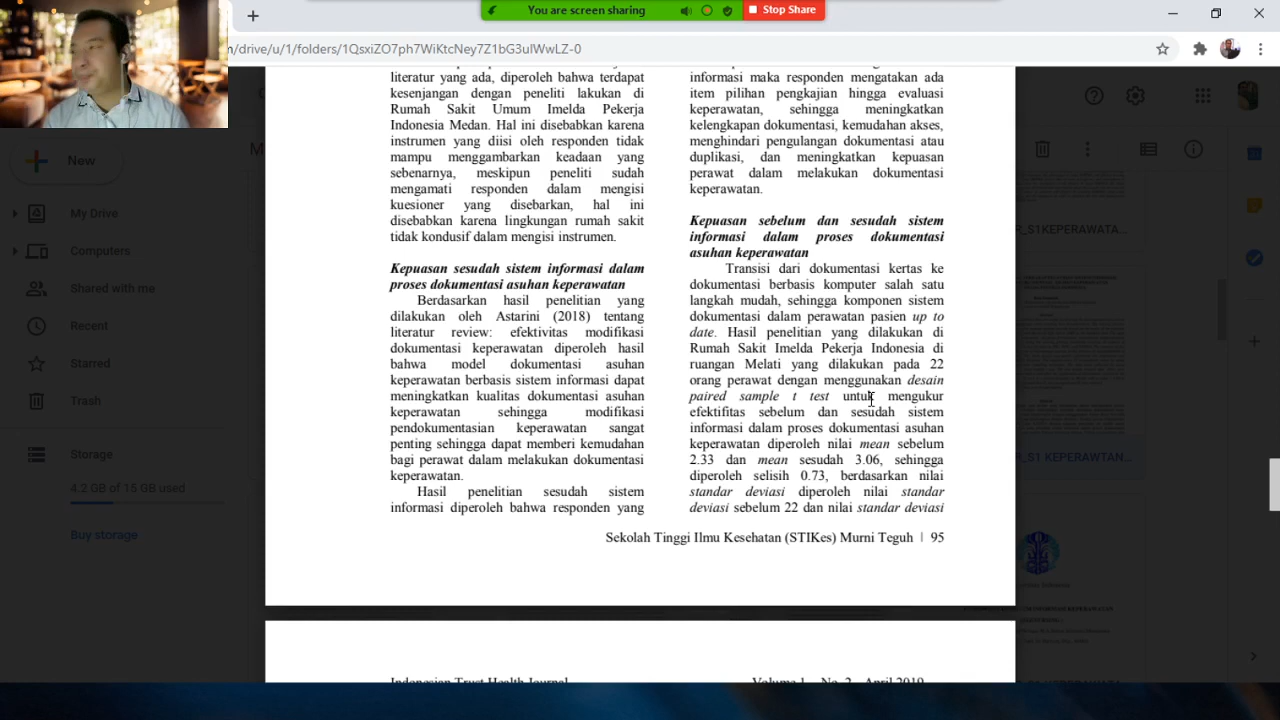 You are screen sharing
Stop Share
m/drive/u/1/folders/1QsxiZO7ph7WiKtcNey7Z1bG3ulWwLZ-0
New
My Drive
Computers
Shared with me
Recent
Starred
Trash
Storage
4.2 GB of 15 GB used
Buy storage
M
literatur yang ada, diperoleh bahwa terdapat
kesenjangan dengan peneliti lakukan di
Rumah Sakit Umum Imelda Pekerja
Indonesia Medan. Hal ini disebabkan karena
instrumen yang diisi oleh responden tidak
mampu menggambarkan keadaan yang
sebenarnya, meskipun peneliti sudah
mengamati responden dalam mengisi
kuesioner yang disebarkan, hal ini
disebabkan karena lingkungan rumah sakit
tidak kondusif dalam mengisi instrumen.
Kepuasan sesudah sistem informasi dalam
proses dokumentasi asuhan keperawatan
Berdasarkan hasil penelitian yang
dilakukan oleh Astarini (2018) tentang
literatur review: efektivitas modifikasi
dokumentasi keperawatan diperoleh hasil
bahwa model dokumentasi asuhan
keperawatan berbasis sistem informasi dapat
meningkatkan kualitas dokumentasi asuhan
keperawatan sehingga modifikasi
pendokumentasian keperawatan sangat
penting sehingga dapat memberi kemudahan
bagi perawat dalam melakukan dokumentasi
keperawatan.
Hasil penelitian sesudah sistem
informasi diperoleh bahwa responden yang
informasi maka responden mengatakan ada
item pilihan pengkajian hingga evaluasi
keperawatan, sehingga meningkatkan
kelengkapan dokumentasi, kemudahan akses,
menghindari pengulangan dokumentasi atau
duplikasi, dan meningkatkan kepuasan
perawat dalam melakukan dokumentasi
keperawatan.
Kepuasan sebelum dan sesudah sistem
informasi dalam proses dokumentasi
asuhan keperawatan
Transisi dari dokumentasi kertas ke
dokumentasi berbasis komputer salah satu
langkah mudah, sehingga komponen sistem
dokumentasi dalam perawatan pasien up to
date. Hasil penelitian yang dilakukan di
Rumah Sakit Imelda Pekerja Indonesia di
ruangan Melati yang dilakukan pada 22
orang perawat dengan menggunakan desain
paired sample t test untuk mengukur
efektifitas sebelum dan sesudah sistem
informasi dalam proses dokumentasi asuhan
keperawatan diperoleh nilai mean sebelum
2.33 dan mean sesudah 3.06, sehingga
diperoleh selisih 0.73, berdasarkan nilai
standar deviasi diperoleh nilai standar
deviasi sebelum 22 dan nilai standar deviasi
Sekolah Tinggi Ilmu Kesehatan (STIKes) Murni Teguh | 95
Indonesian Trust Health Journal
Volume 1 – No. 2 – April 2019
R_S1KEPERAWATA...
R_S1 KEPERAWTAN...